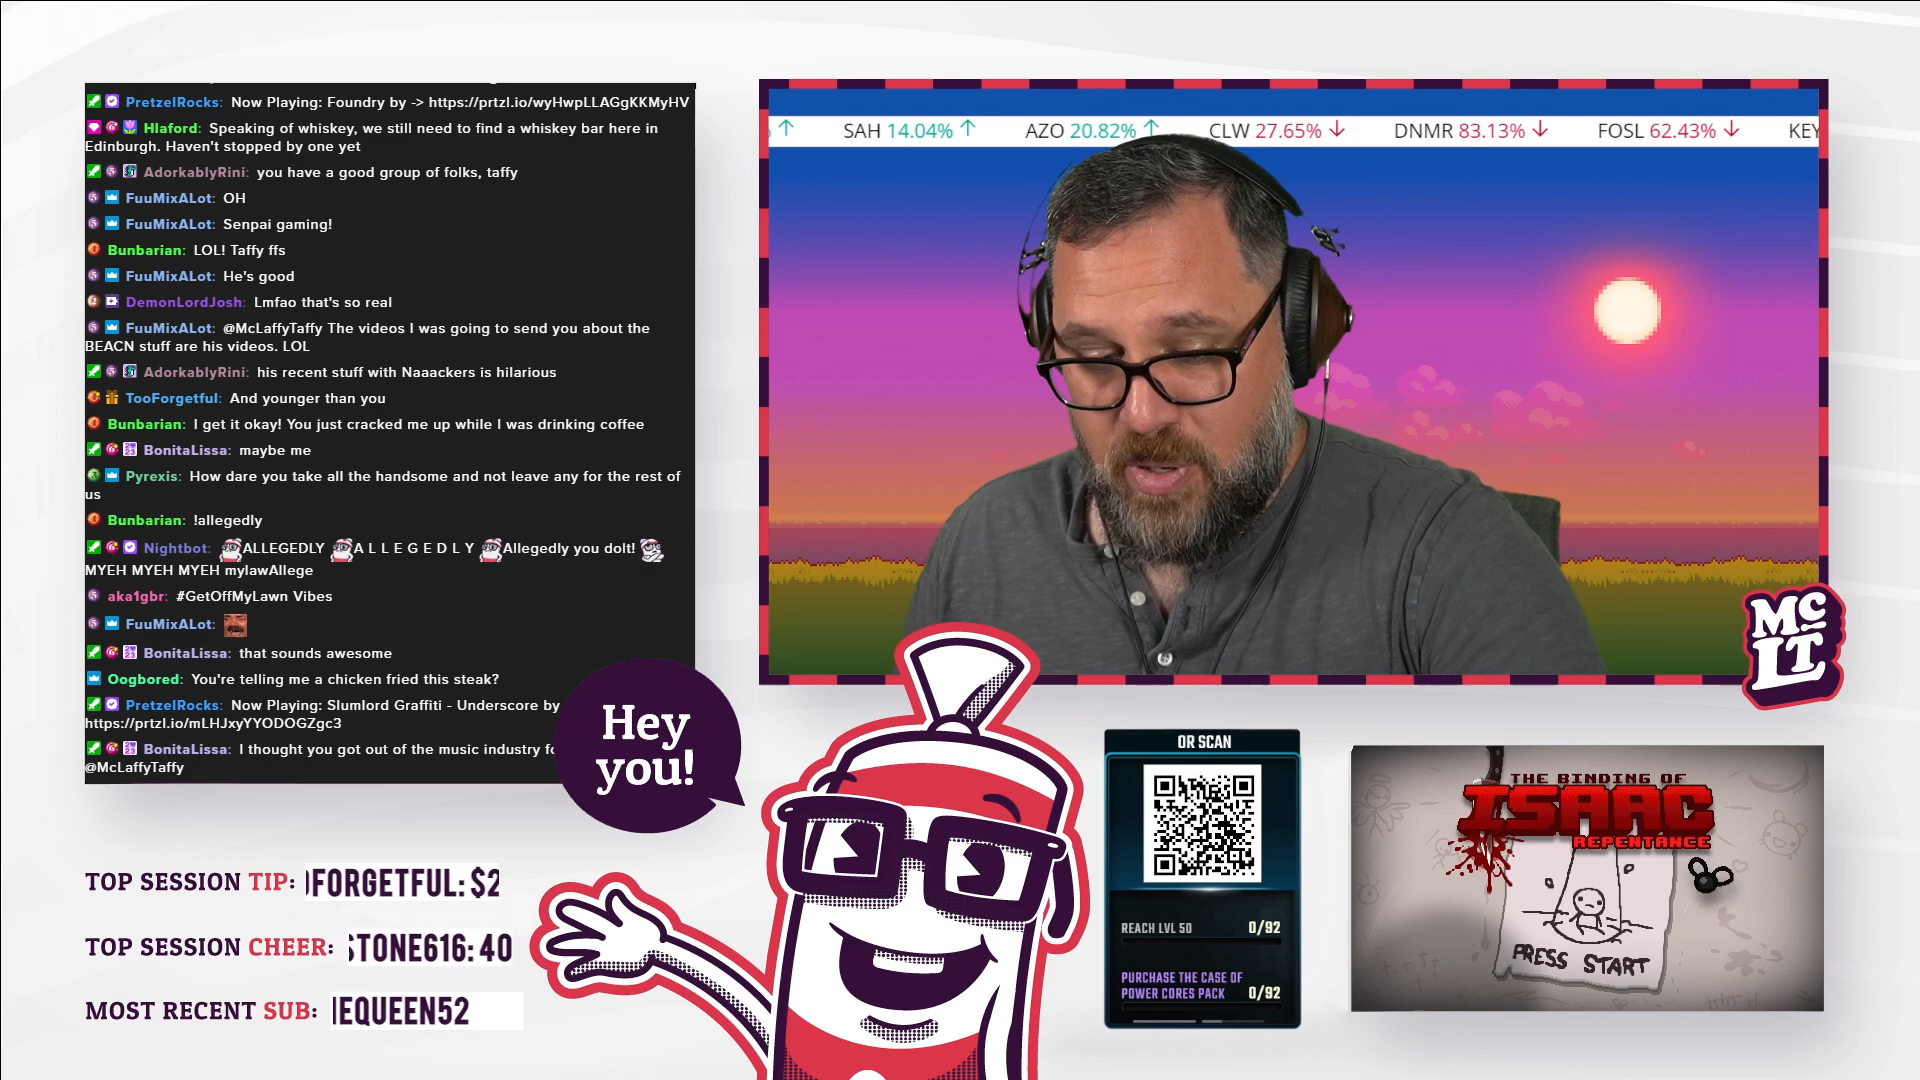 PretzelRocks: Now Playing: Foundry by -> https://prtzl.io/wyHwpLLAGgKKMyHV
Hlaford: Speaking of whiskey, we still need to find a whiskey bar here in
Edinburgh. Haven't stopped by one yet
AdorkablyRini: you have a good group of folks, taffy
FuuMixALot: OH
FuuMixALot: Senpai gaming!
Bunbarian: LOL! Taffy ffs
FuuMixALot: He's good
DemonLordJosh: Lmfao that's so real
FuuMixALot: @McLaffyTaffy The videos I was going to send you about the
BEACN stuff are his videos. LOL
AdorkablyRini: his recent stuff with Naaackers is hilarious
TooForgetful: And younger than you
Bunbarian: I get it okay! You just cracked me up while I was drinking coffee
BonitaLissa: maybe me
Pyrexis: How dare you take all the handsome and not leave any for the rest of
us
Bunbarian: !allegedly
Nightbot: ALLEGEDLY A L L E G E D L Y Allegedly you dolt!
MYEH MYEH MYEH mylawAllege
aka1gbr: #GetOffMyLawn Vibes
FuuMixALot:
BonitaLissa: that sounds awesome
Oogbored: You're telling me a chicken fried this steak?
PretzelRocks: Now Playing: Slumlord Graffiti - Underscore by
https://prtzl.io/mLHJxyYYODOGZgc3
BonitaLissa: I thought you got out of the music industry
@McLaffyTaffy
SAH 14.04% ↑ AZO 20.82% ↑ CLW 27.65% ↓ DNMR 83.13% ↓ FOSL 62.43% ↓ KEY
McLT
Hey
you!
OR SCAN
REACH LVL 50 0/92
PURCHASE THE CASE OF
POWER CORES PACK 0/92
THE BINDING OF
ISAAC
REPENTANCE
PRESS START
TOP SESSION TIP: FORGETFUL: $2
TOP SESSION CHEER: STONE616: 40
MOST RECENT SUB: EQUEEN52